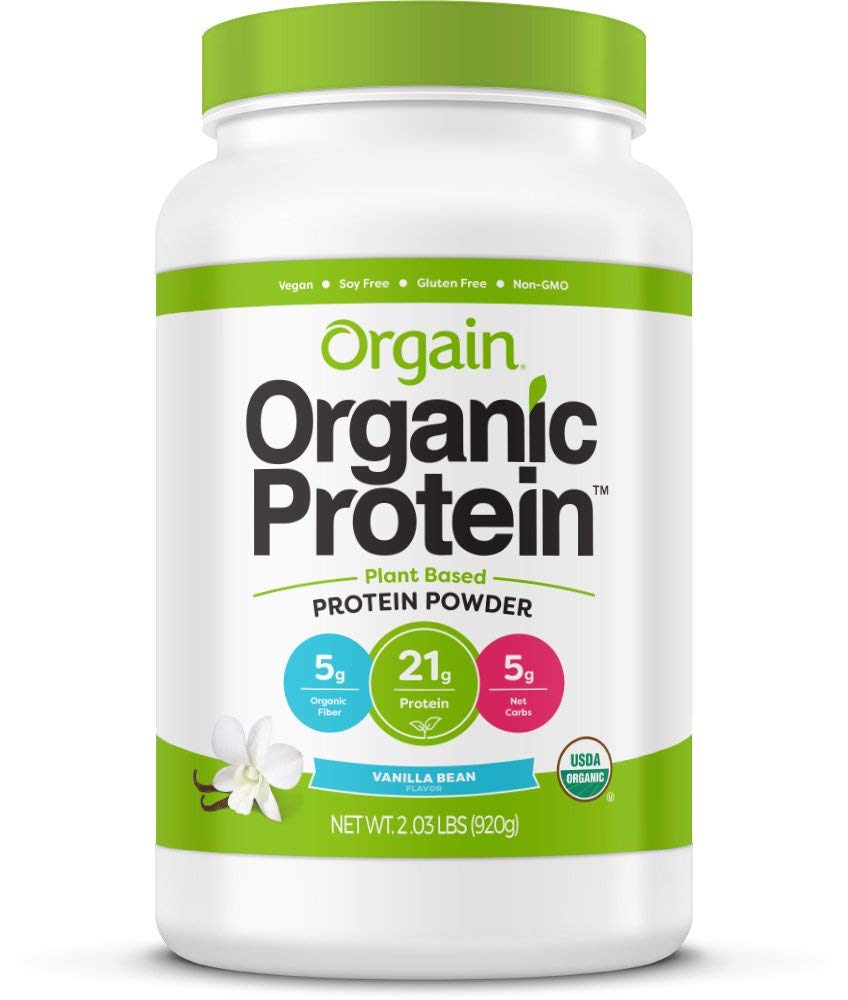 Vegan • Soy Free • Gluten Free • Non-GMO
Orgain®
Organic
Protein™
Plant Based
PROTEIN POWDER
5g
Organic
Fiber
21g
Protein
5g
Net
Carbs
VANILLA BEAN
FLAVOR
USDA
ORGANIC
U
NET WT. 2.03 LBS (920g)